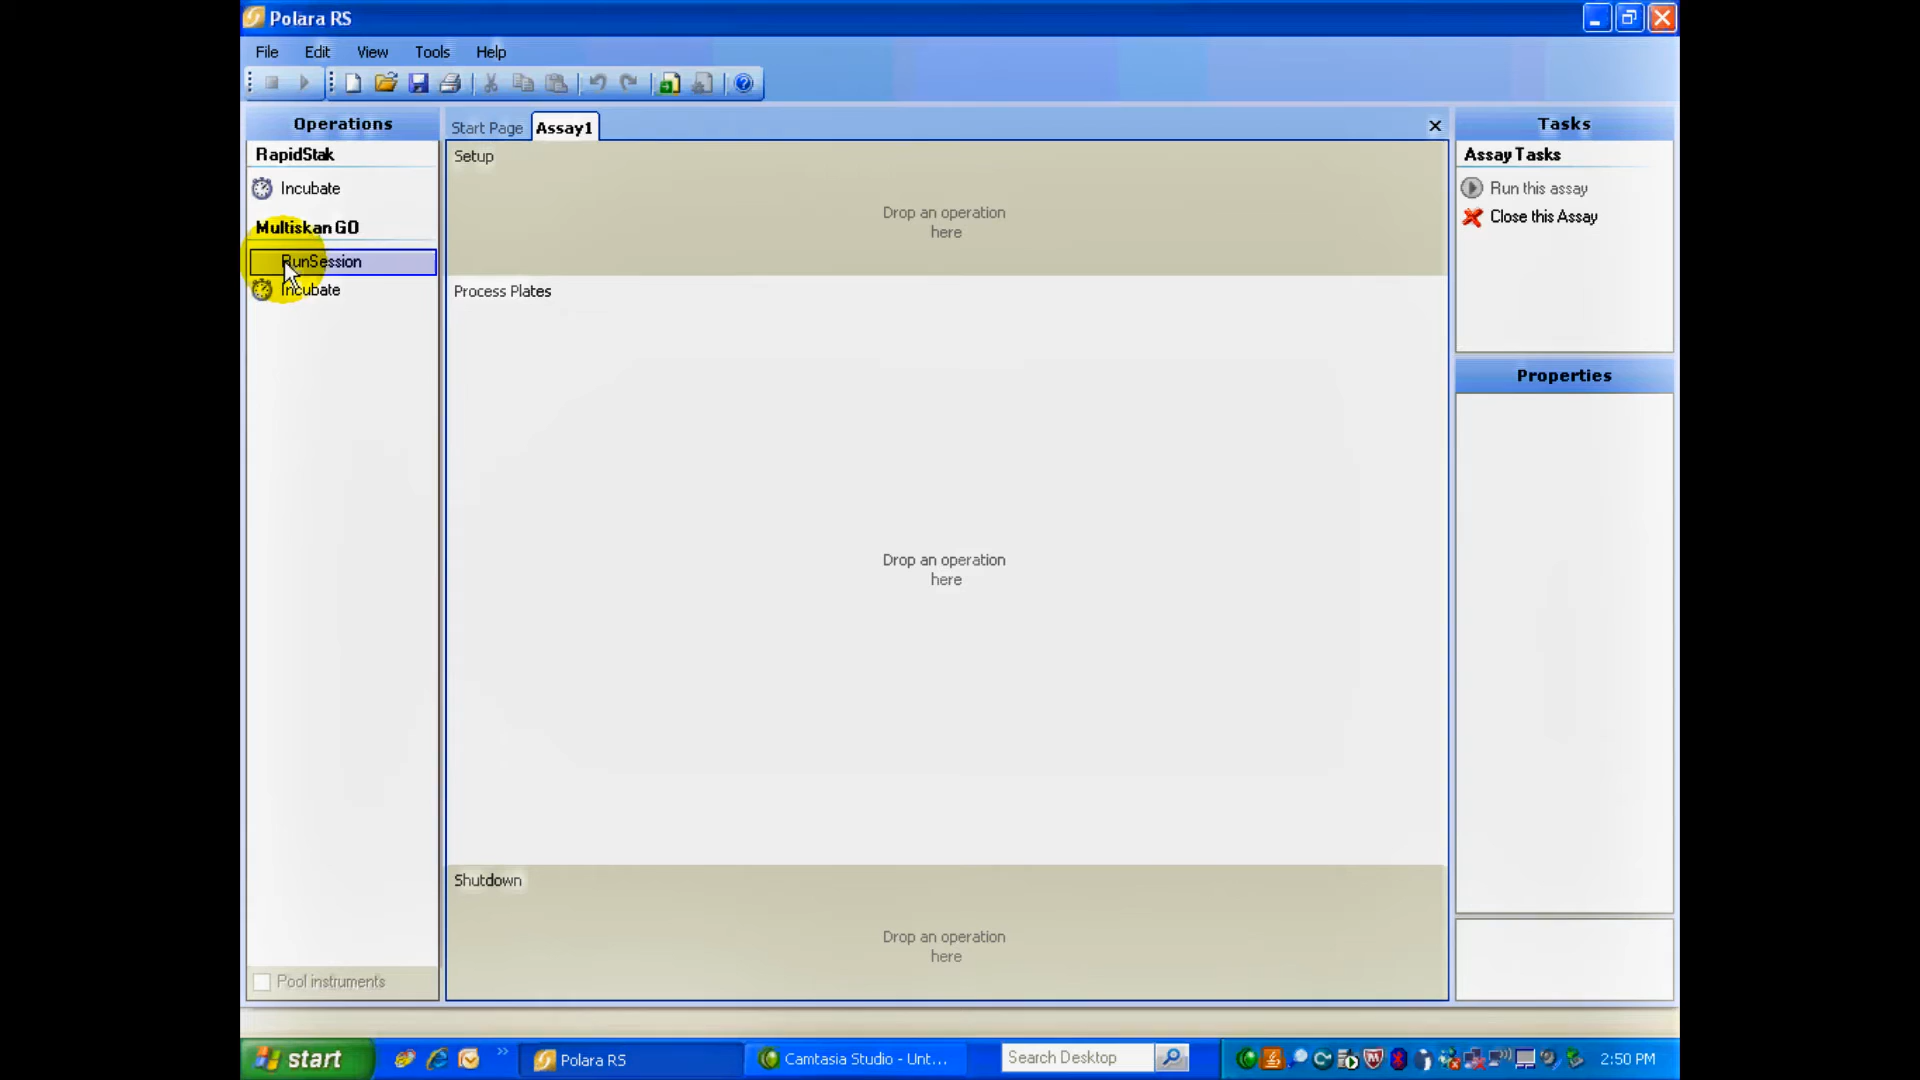 Polara RS
File Edit View Tools Help
Operations
RapidStak
Incubate
Multiskan GO
RunSession
Incubate
Pool instruments
Start Page Assay1
Setup
Drop an operation
here
Process Plates
Drop an operation
here
Shutdown
Drop an operation
here
Tasks
Assay Tasks
Run this assay
Close this Assay
Properties
start Polara RS Camtasia Studio - Unt... Search Desktop 2:50 PM